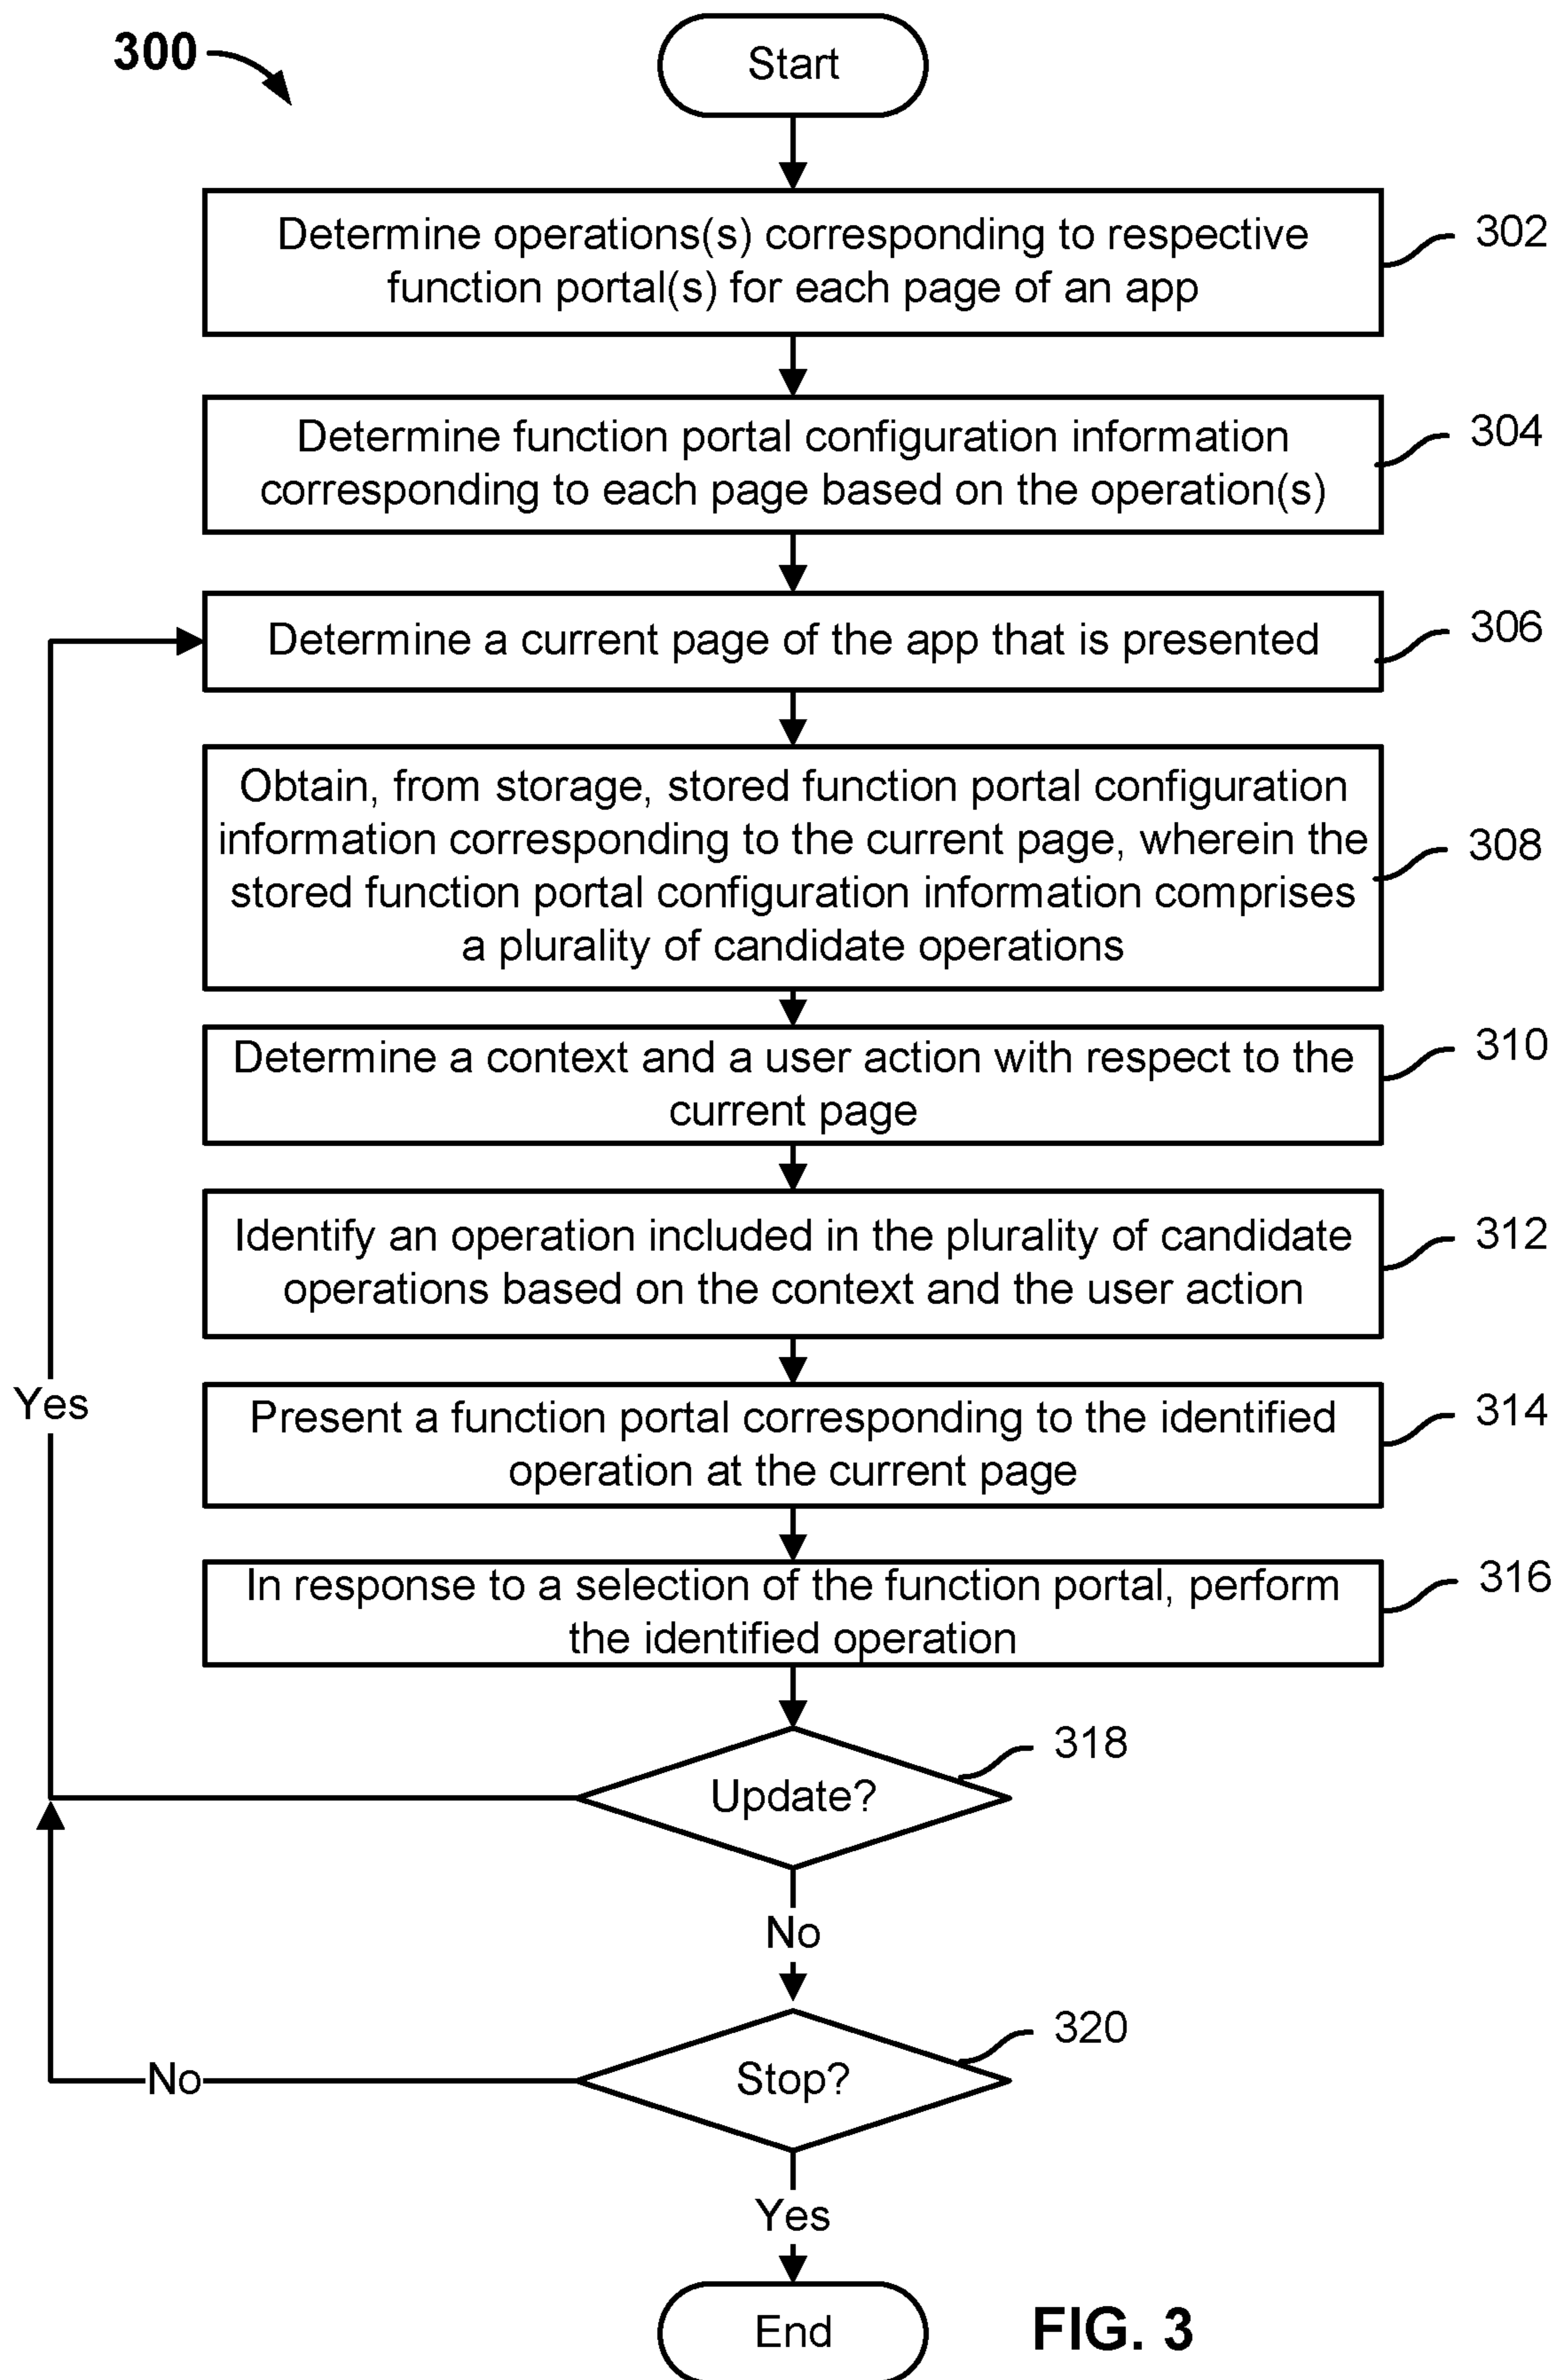 300
Start
Determine operations(s) corresponding to respective
function portal(s) for each page of an app
302
Determine function portal configuration information
corresponding to each page based on the operation(s)
304
Determine a current page of the app that is presented
306
Obtain, from storage, stored function portal configuration
information corresponding to the current page, wherein the
stored function portal configuration information comprises
a plurality of candidate operations
308
Determine a context and a user action with respect to the
current page
310
Identify an operation included in the plurality of candidate
operations based on the context and the user action
312
Present a function portal corresponding to the identified
operation at the current page
314
Yes
In response to a selection of the function portal, perform
the identified operation
316
Update?
318
No
Stop?
320
No
Yes
End
FIG. 3